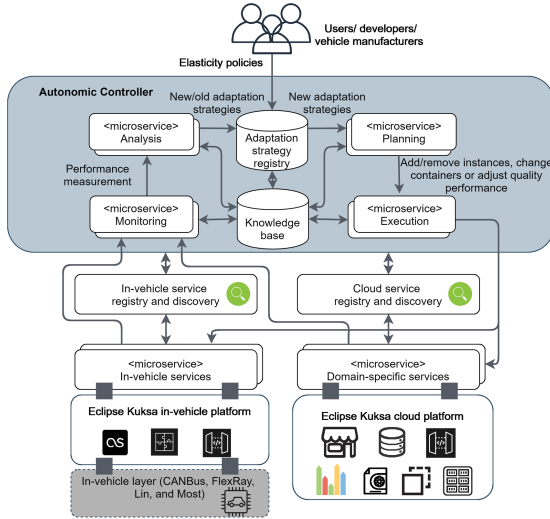 Users/ developers/
vehicle manufacturers
Elasticity policies
Autonomic Controller
New/old adaptation
strategies
New adaptation
strategies
<microservice>
Analysis
Adaptation
strategy
registry
<microservice>
Planning
Performance
measurement
Add/remove instances, change
containers or adjust quality
performance
<microservice>
Monitoring
Knowledge
base
<microservice>
Execution
In-vehicle service
registry and discovery
Cloud service
registry and discovery
<microservice>
In-vehicle services
<microservice>
Domain-specific services
Eclipse Kuksa in-vehicle platform
Eclipse Kuksa cloud platform
In-vehicle layer (CANBus, FlexRay,
Lin, and Most)